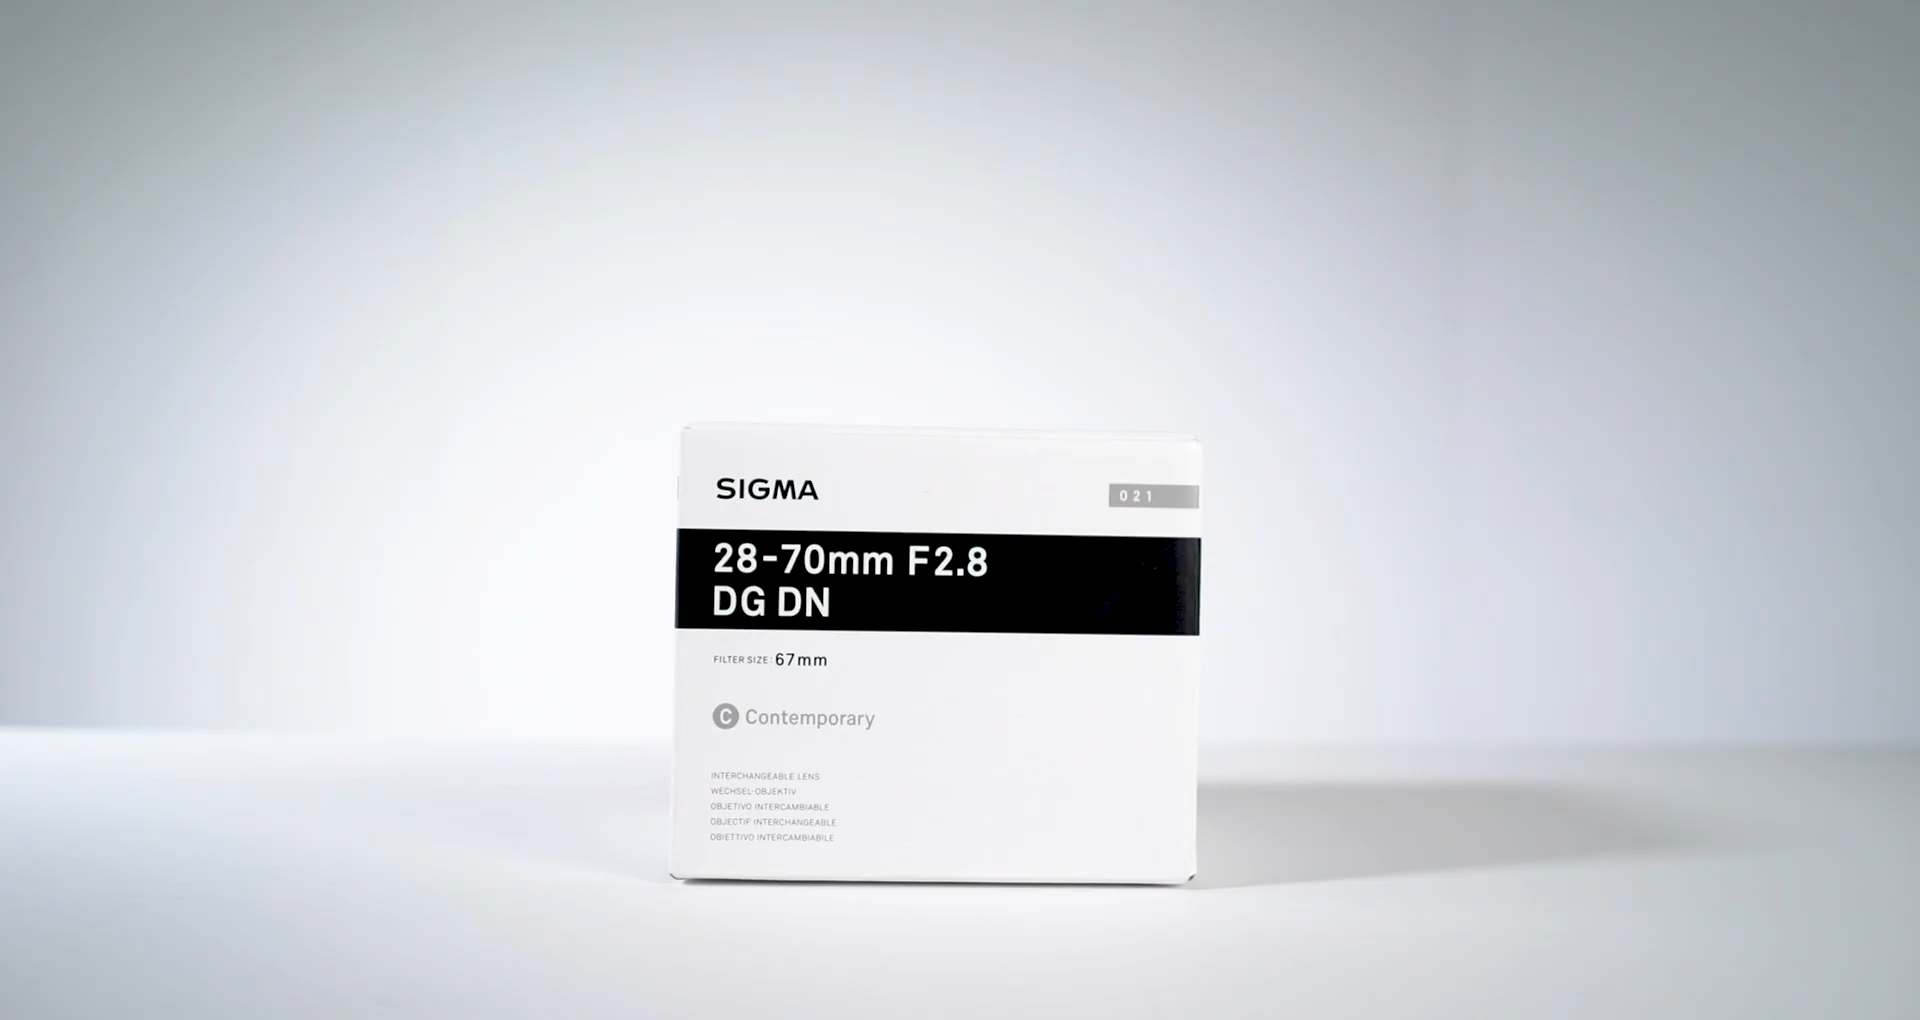 SIGMA
021
28-70mm F2.8
DG DN
FILTER SIZE: 67mm
C Contemporary
INTERCHANGEABLE LENS
WECHSEL-OBJEKTIV
OBJETIVO INTERCAMBIABLE
OBJECTIF INTERCHANGEABLE
OBIETTIVO INTERCAMBIABILE